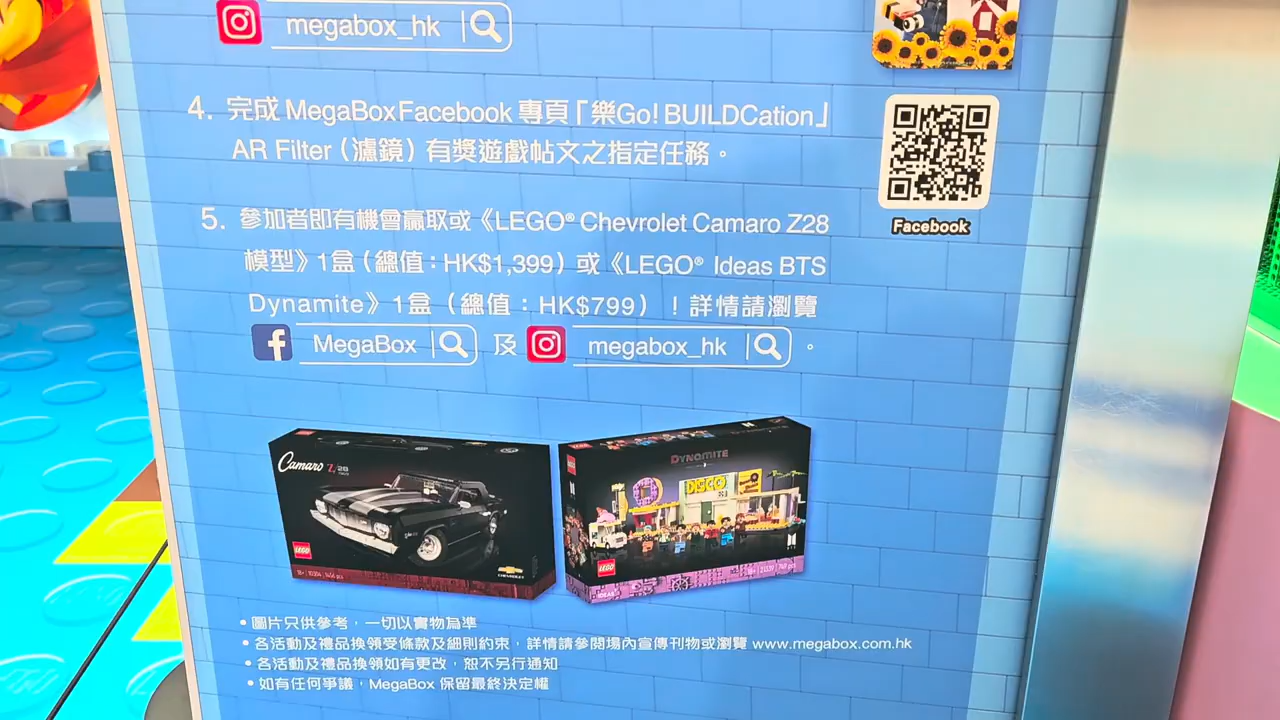 megabox_hk
4. 完成 MegaBox Facebook 專頁「樂Go! BUILDCation」
AR Filter（濾鏡）有獎遊戲帖文之指定任務。
Facebook
5. 參加者即有機會贏取或《LEGO® Chevrolet Camaro Z28
模型》1盒（總值：HK$1,399）或《LEGO® Ideas BTS
Dynamite》1盒（總值：HK$799）！詳情請瀏覽
MegaBox 及 megabox_hk 。
Camaro Z28
LEGO
CHEVROLET
DYNAMITE
DISCO
LEGO
IDEAS
• 圖片只供參考，一切以實物為準
• 各活動及禮品換領受條款及細則約束，詳情請參閱場內宣傳刊物或瀏覽 www.megabox.com.hk
• 各活動及禮品換領如有更改，恕不另行通知
• 如有任何爭議，MegaBox 保留最終決定權